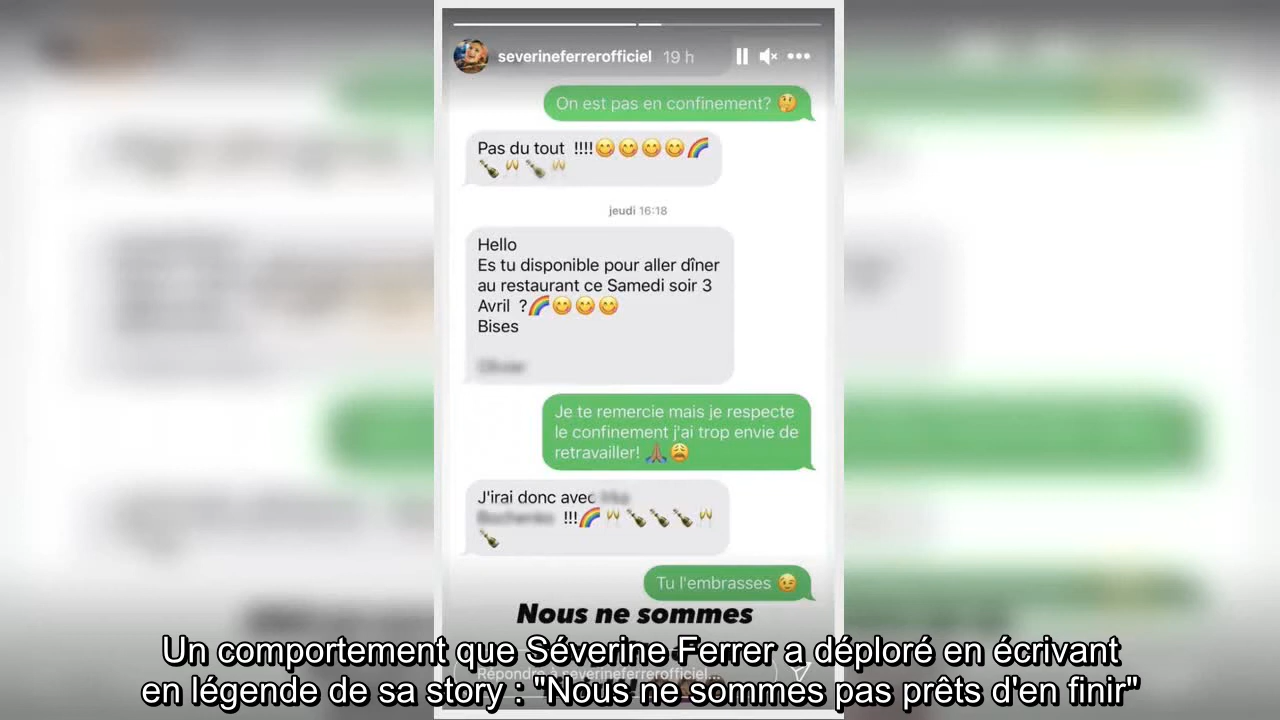 severineferrerofficiel 19 h
On est pas en confinement? 🤔
Pas du tout !!!!😋😋😋😋🌈
🍾🥂🍾🥂
jeudi 16:18
Hello
Es tu disponible pour aller dîner
au restaurant ce Samedi soir 3
Avril ?🌈😋😋😋
Bises
Je te remercie mais je respecte
le confinement j'ai trop envie de
retravailler! 🙏🏽😩
J'irai donc avec
!!!🌈🥂🍾🍾🍾🥂
🍾
Tu l'embrasses 😉
Nous ne sommes
Répondre à severineferrerofficiel...
Un comportement que Séverine Ferrer a déploré en écrivant
en légende de sa story : "Nous ne sommes pas prêts d'en finir"